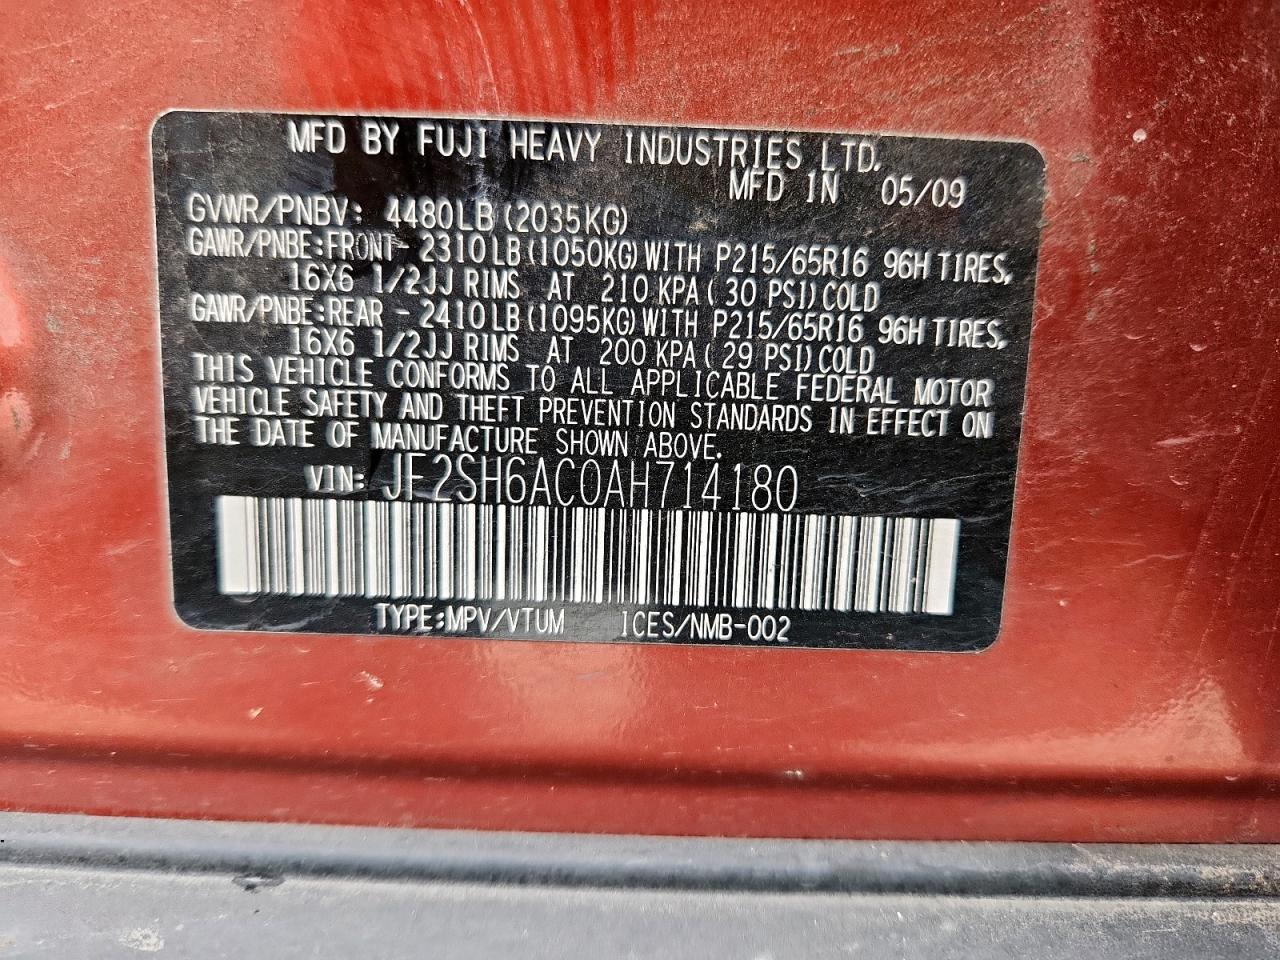 MFD BY FUJI HEAVY INDUSTRIES LTD.
MFD IN 05/09
GVWR/PNBV: 4480LB(2035KG)
GAWR/PNBE:FRONT- 2310LB(1050KG)WITH P215/65R16 96H TIRES,
16X6 1/2JJ RIMS AT 210 KPA(30 PSI)COLD
GAWR/PNBE:REAR - 2410LB(1095KG)WITH P215/65R16 96H TIRES,
16X6 1/2JJ RIMS AT 200 KPA(29 PSI)COLD
THIS VEHICLE CONFORMS TO ALL APPLICABLE FEDERAL MOTOR
VEHICLE SAFETY AND THEFT PREVENTION STANDARDS IN EFFECT ON
THE DATE OF MANUFACTURE SHOWN ABOVE.
VIN: JF2SH6AC0AH714180
TYPE:MPV/VTUM ICES/NMB-002